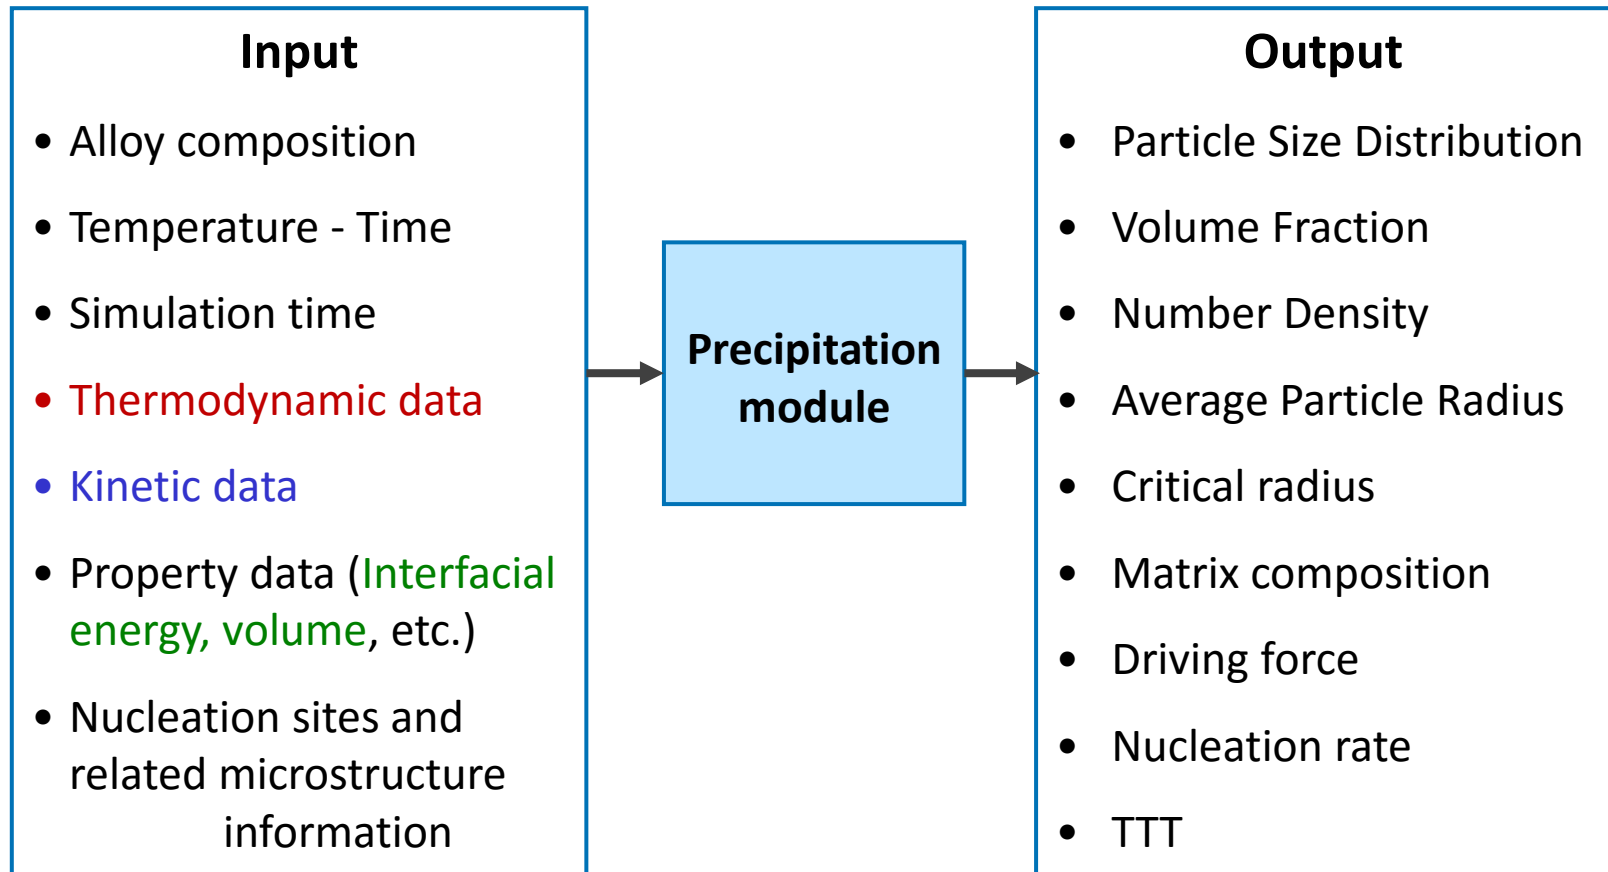 Input
• Alloy composition
• Temperature - Time
• Simulation time
• Thermodynamic data
• Kinetic data
• Property data (Interfacial
energy, volume, etc.)
• Nucleation sites and
related microstructure
information
Precipitation
module
Output
• Particle Size Distribution
• Volume Fraction
• Number Density
• Average Particle Radius
• Critical radius
• Matrix composition
• Driving force
• Nucleation rate
• TTT